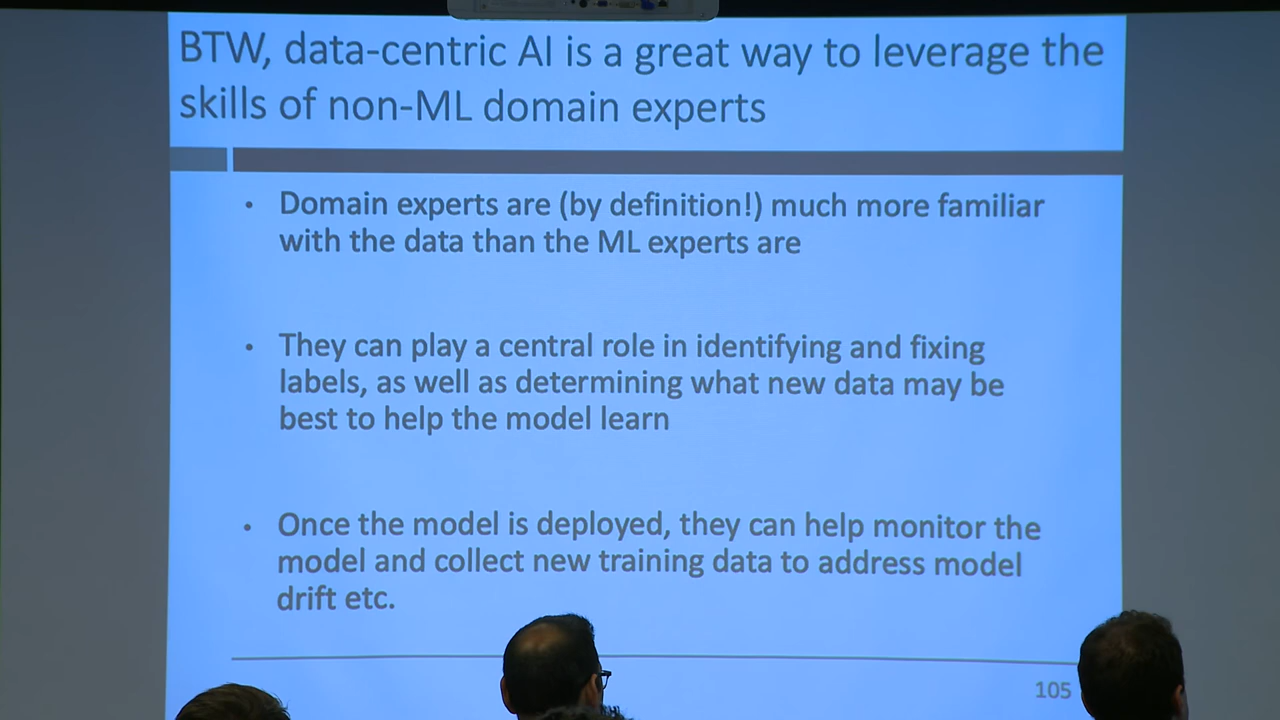 BTW, data-centric AI is a great way to leverage the
skills of non-ML domain experts
• Domain experts are (by definition!) much more familiar
with the data than the ML experts are
• They can play a central role in identifying and fixing
labels, as well as determining what new data may be
best to help the model learn
• Once the model is deployed, they can help monitor the
model and collect new training data to address model
drift etc.
105